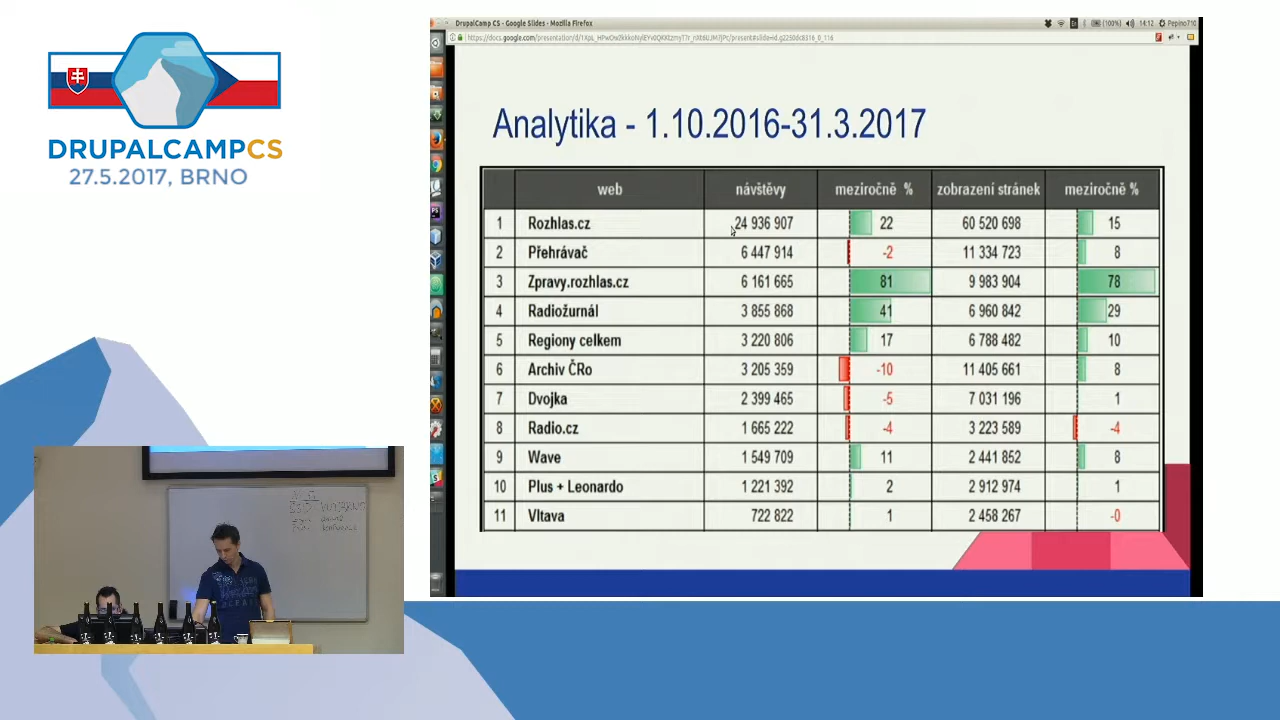 DRUPALCAMPCS
27.5.2017, BRNO
DrupalCamp CS - Google Slides - Mozilla Firefox
(100%) 14:12 Pepino710
Analytika - 1.10.2016-31.3.2017
web návštěvy meziročně % zobrazení stránek meziročně %
1 Rozhlas.cz 24 936 907 22 60 520 698 15
2 Přehrávač 6 447 914 -2 11 334 723 8
3 Zpravy.rozhlas.cz 6 161 665 81 9 983 904 78
4 Radiožurnál 3 855 868 41 6 960 842 29
5 Regiony celkem 3 220 806 17 6 788 482 10
6 Archiv ČRo 3 205 359 -10 11 405 661 8
7 Dvojka 2 399 465 -5 7 031 196 1
8 Radio.cz 1 665 222 -4 3 223 589 -4
9 Wave 1 549 709 11 2 441 852 8
10 Plus + Leonardo 1 221 392 2 2 912 974 1
11 Vltava 722 822 1 2 458 267 -0